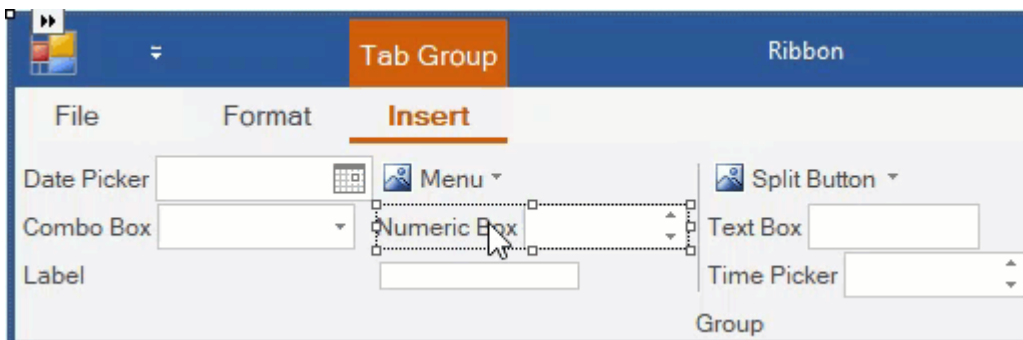 Tab Group Ribbon
File Format Insert
Date Picker Menu Split Button
Combo Box Numeric Box Text Box
Label Time Picker
Group